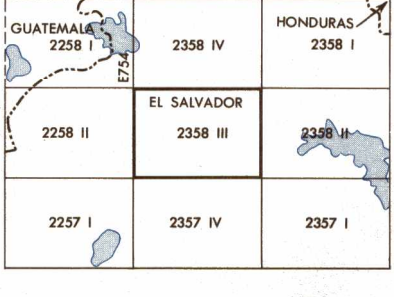 GUATEMALA
HONDURAS
2258 I
2358 IV
2358 I
E754
EL SALVADOR
2258 II
2358 III
2358 II
2257 I
2357 IV
2357 I